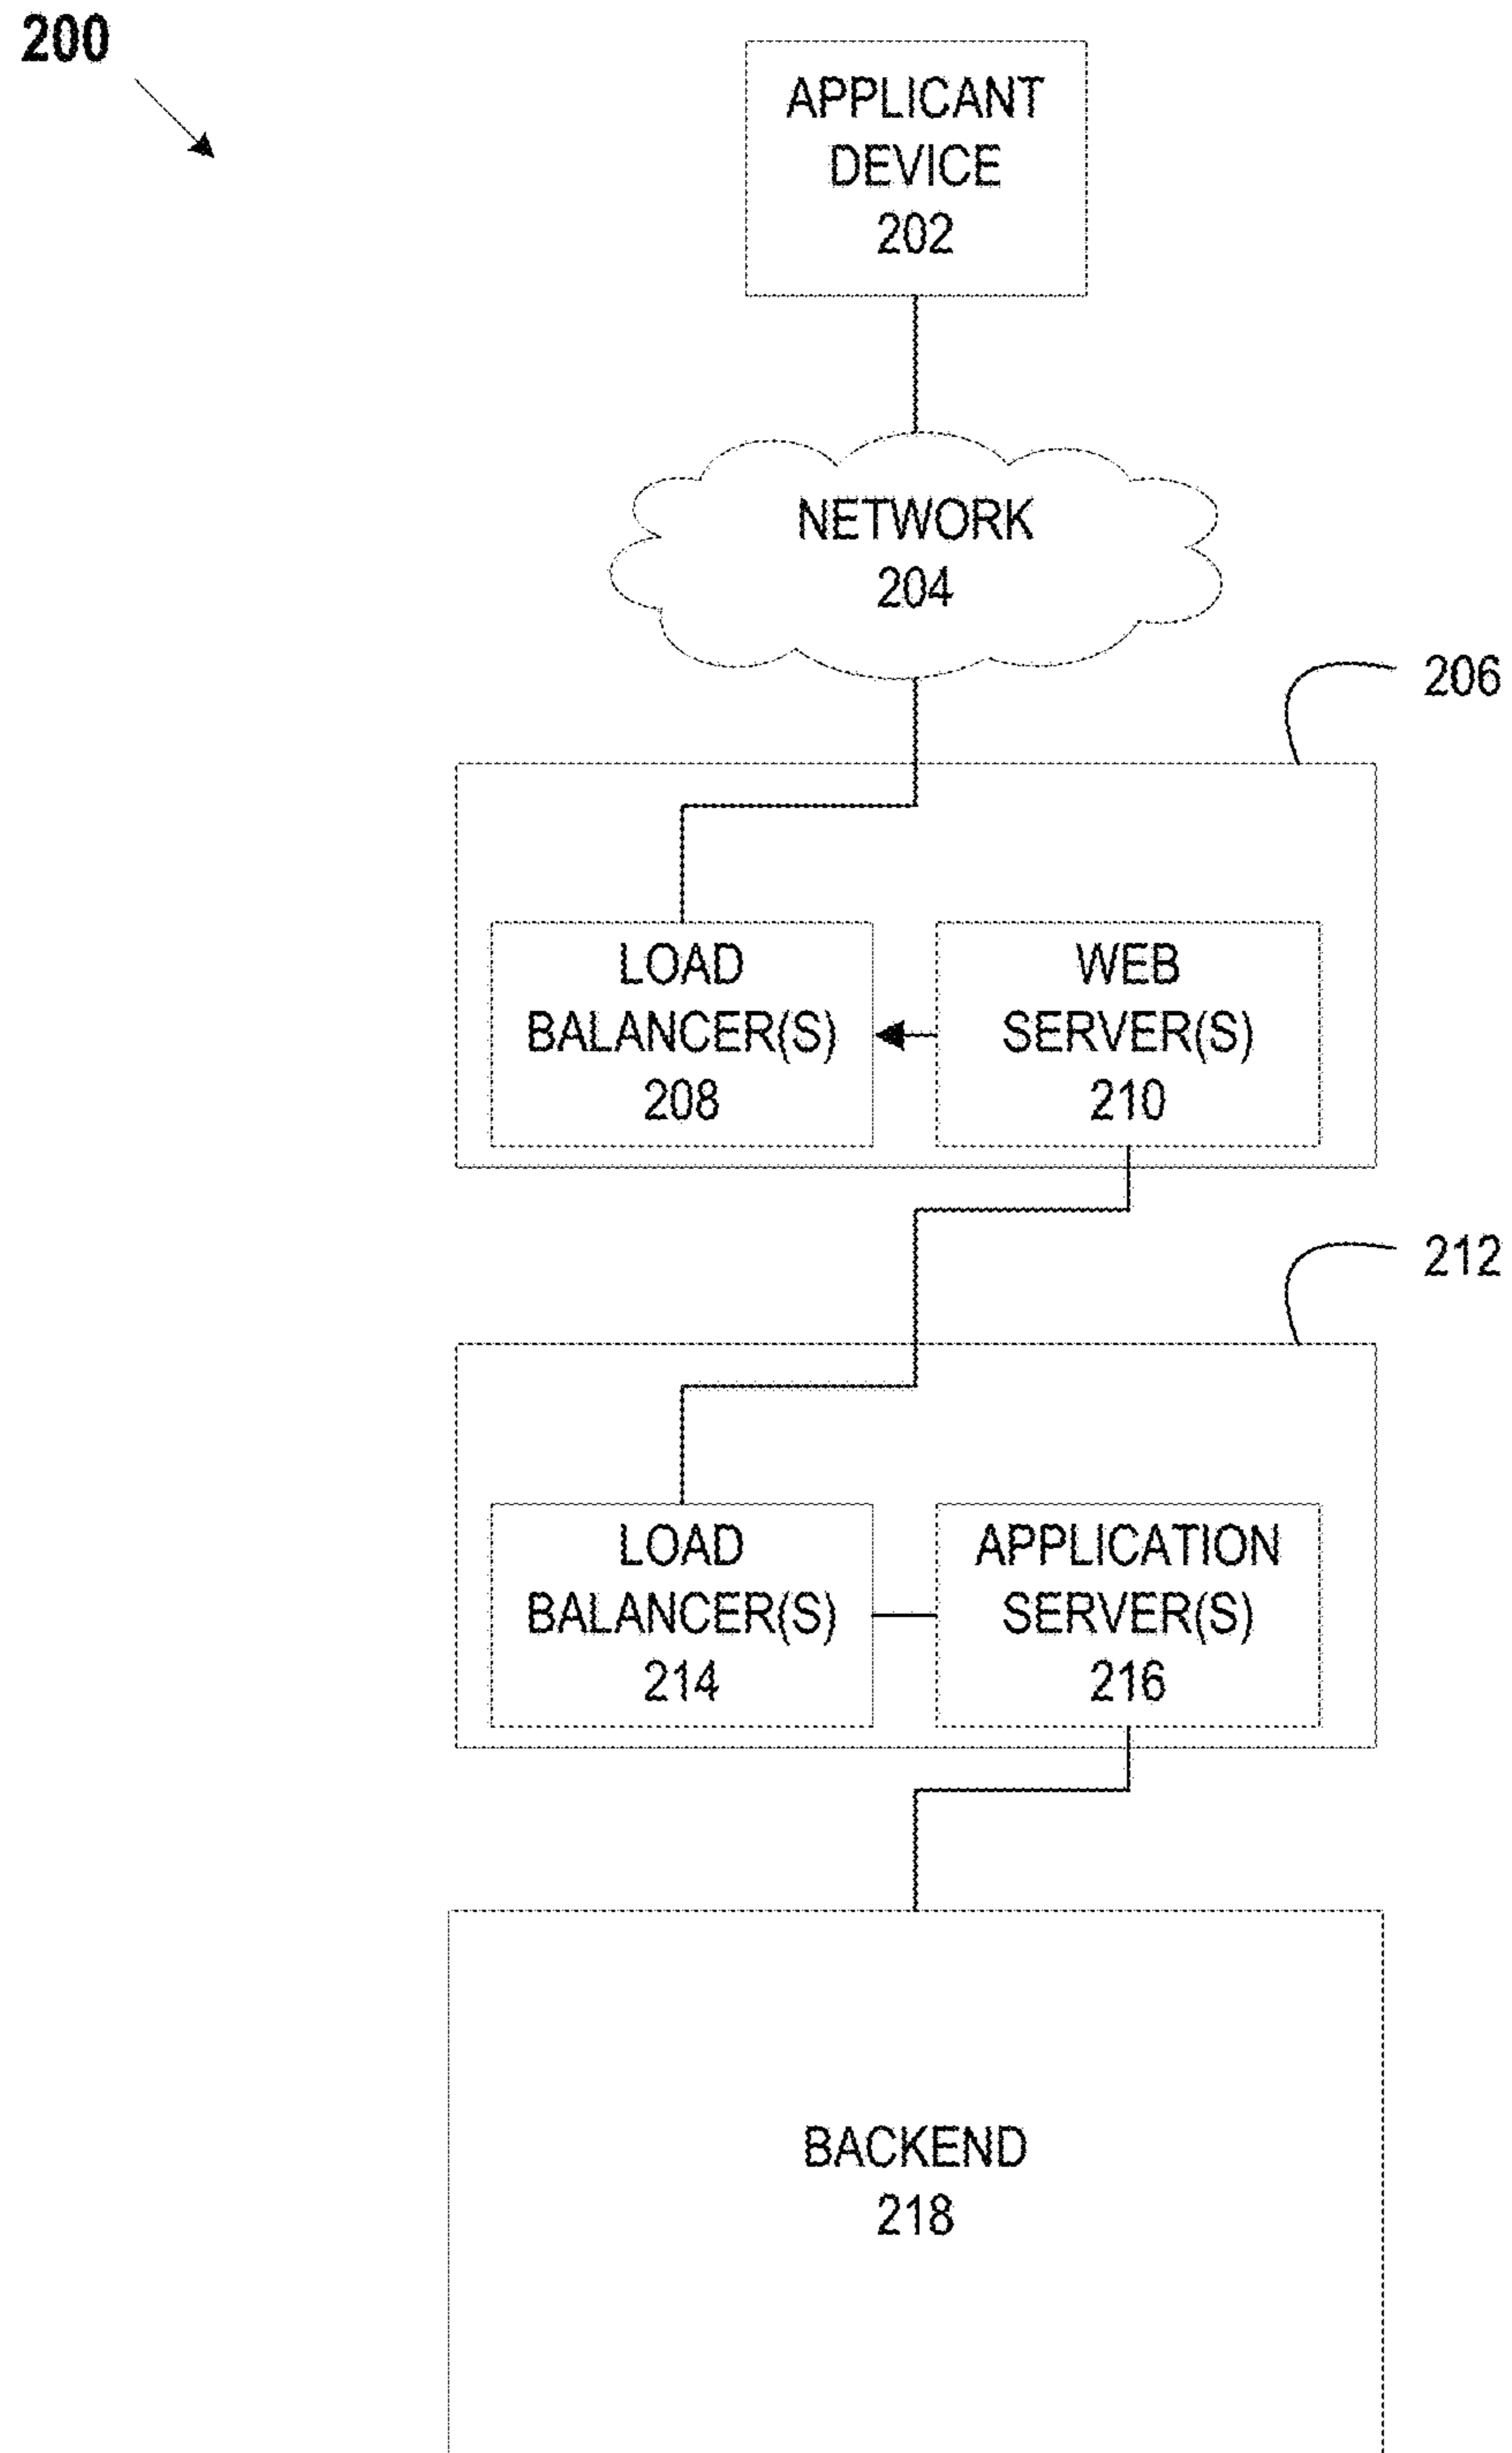 200
APPLICANT
DEVICE
202
NETWORK
204
206
LOAD
BALANCER(S)
208
WEB
SERVER(S)
210
212
LOAD
BALANCER(S)
214
APPLICATION
SERVER(S)
216
BACKEND
218